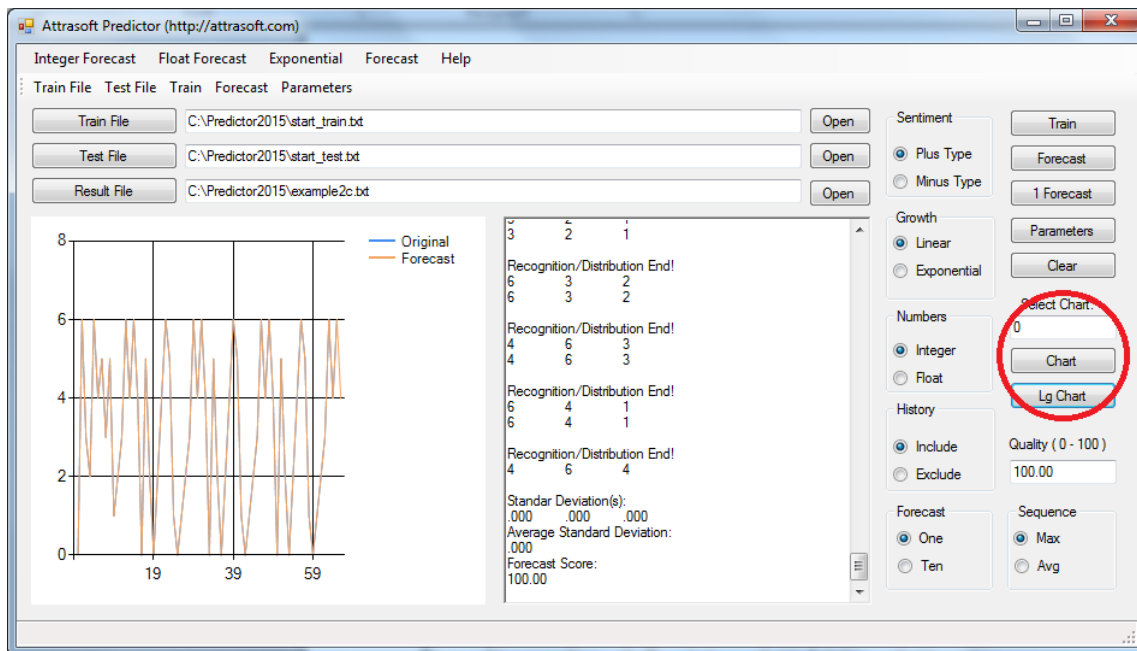 Attrasoft Predictor (http://attrasoft.com)
Integer Forecast Float Forecast Exponential Forecast Help
Train File Test File Train Forecast Parameters
Train File C:\Predictor2015\start_train.txt Open
Test File C:\Predictor2015\start_test.txt Open
Result File C:\Predictor2015\example2c.txt Open
8
6
4
2
0
19 39 59
Original
Forecast
3 2 1
Recognition/Distribution End!
6 3 2
6 3 2
Recognition/Distribution End!
4 6 3
4 6 3
Recognition/Distribution End!
6 4 1
6 4 1
Recognition/Distribution End!
4 6 4
Standar Deviation(s):
.000 .000 .000
Average Standard Deviation:
.000
Forecast Score:
100.00
Sentiment
Plus Type
Minus Type
Growth
Linear
Exponential
Numbers
Integer
Float
History
Include
Exclude
Forecast
One
Ten
Train
Forecast
1 Forecast
Parameters
Clear
Select Chart:
0
Chart
Lg Chart
Quality ( 0 - 100 )
100.00
Sequence
Max
Avg